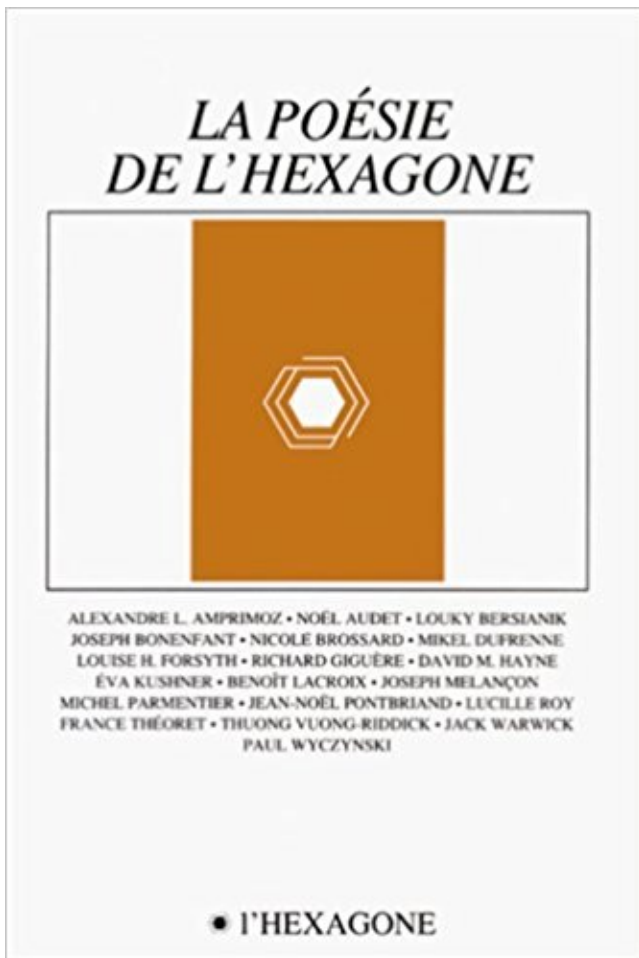 LA POÉSIE
DE L'HEXAGONE
ALEXANDRE L. AMPRIMOZ • NOËL AUDET • LOUKY BERSIANIK
JOSEPH BONENFANT • NICOLE BROSSARD • MIKEL DUFRENNE
LOUISE H. FORSYTH • RICHARD GIGUÈRE • DAVID M. HAYNE
ÉVA KUSHNER • BENOÎT LACROIX • JOSEPH MELANÇON
MICHEL PARMENTIER • JEAN-NOËL PONTBRIAND • LUCILLE ROY
FRANCE THÉORET • THUONG VUONG-RIDDICK • JACK WARWICK
PAUL WYCZYNSKI
l'HEXAGONE